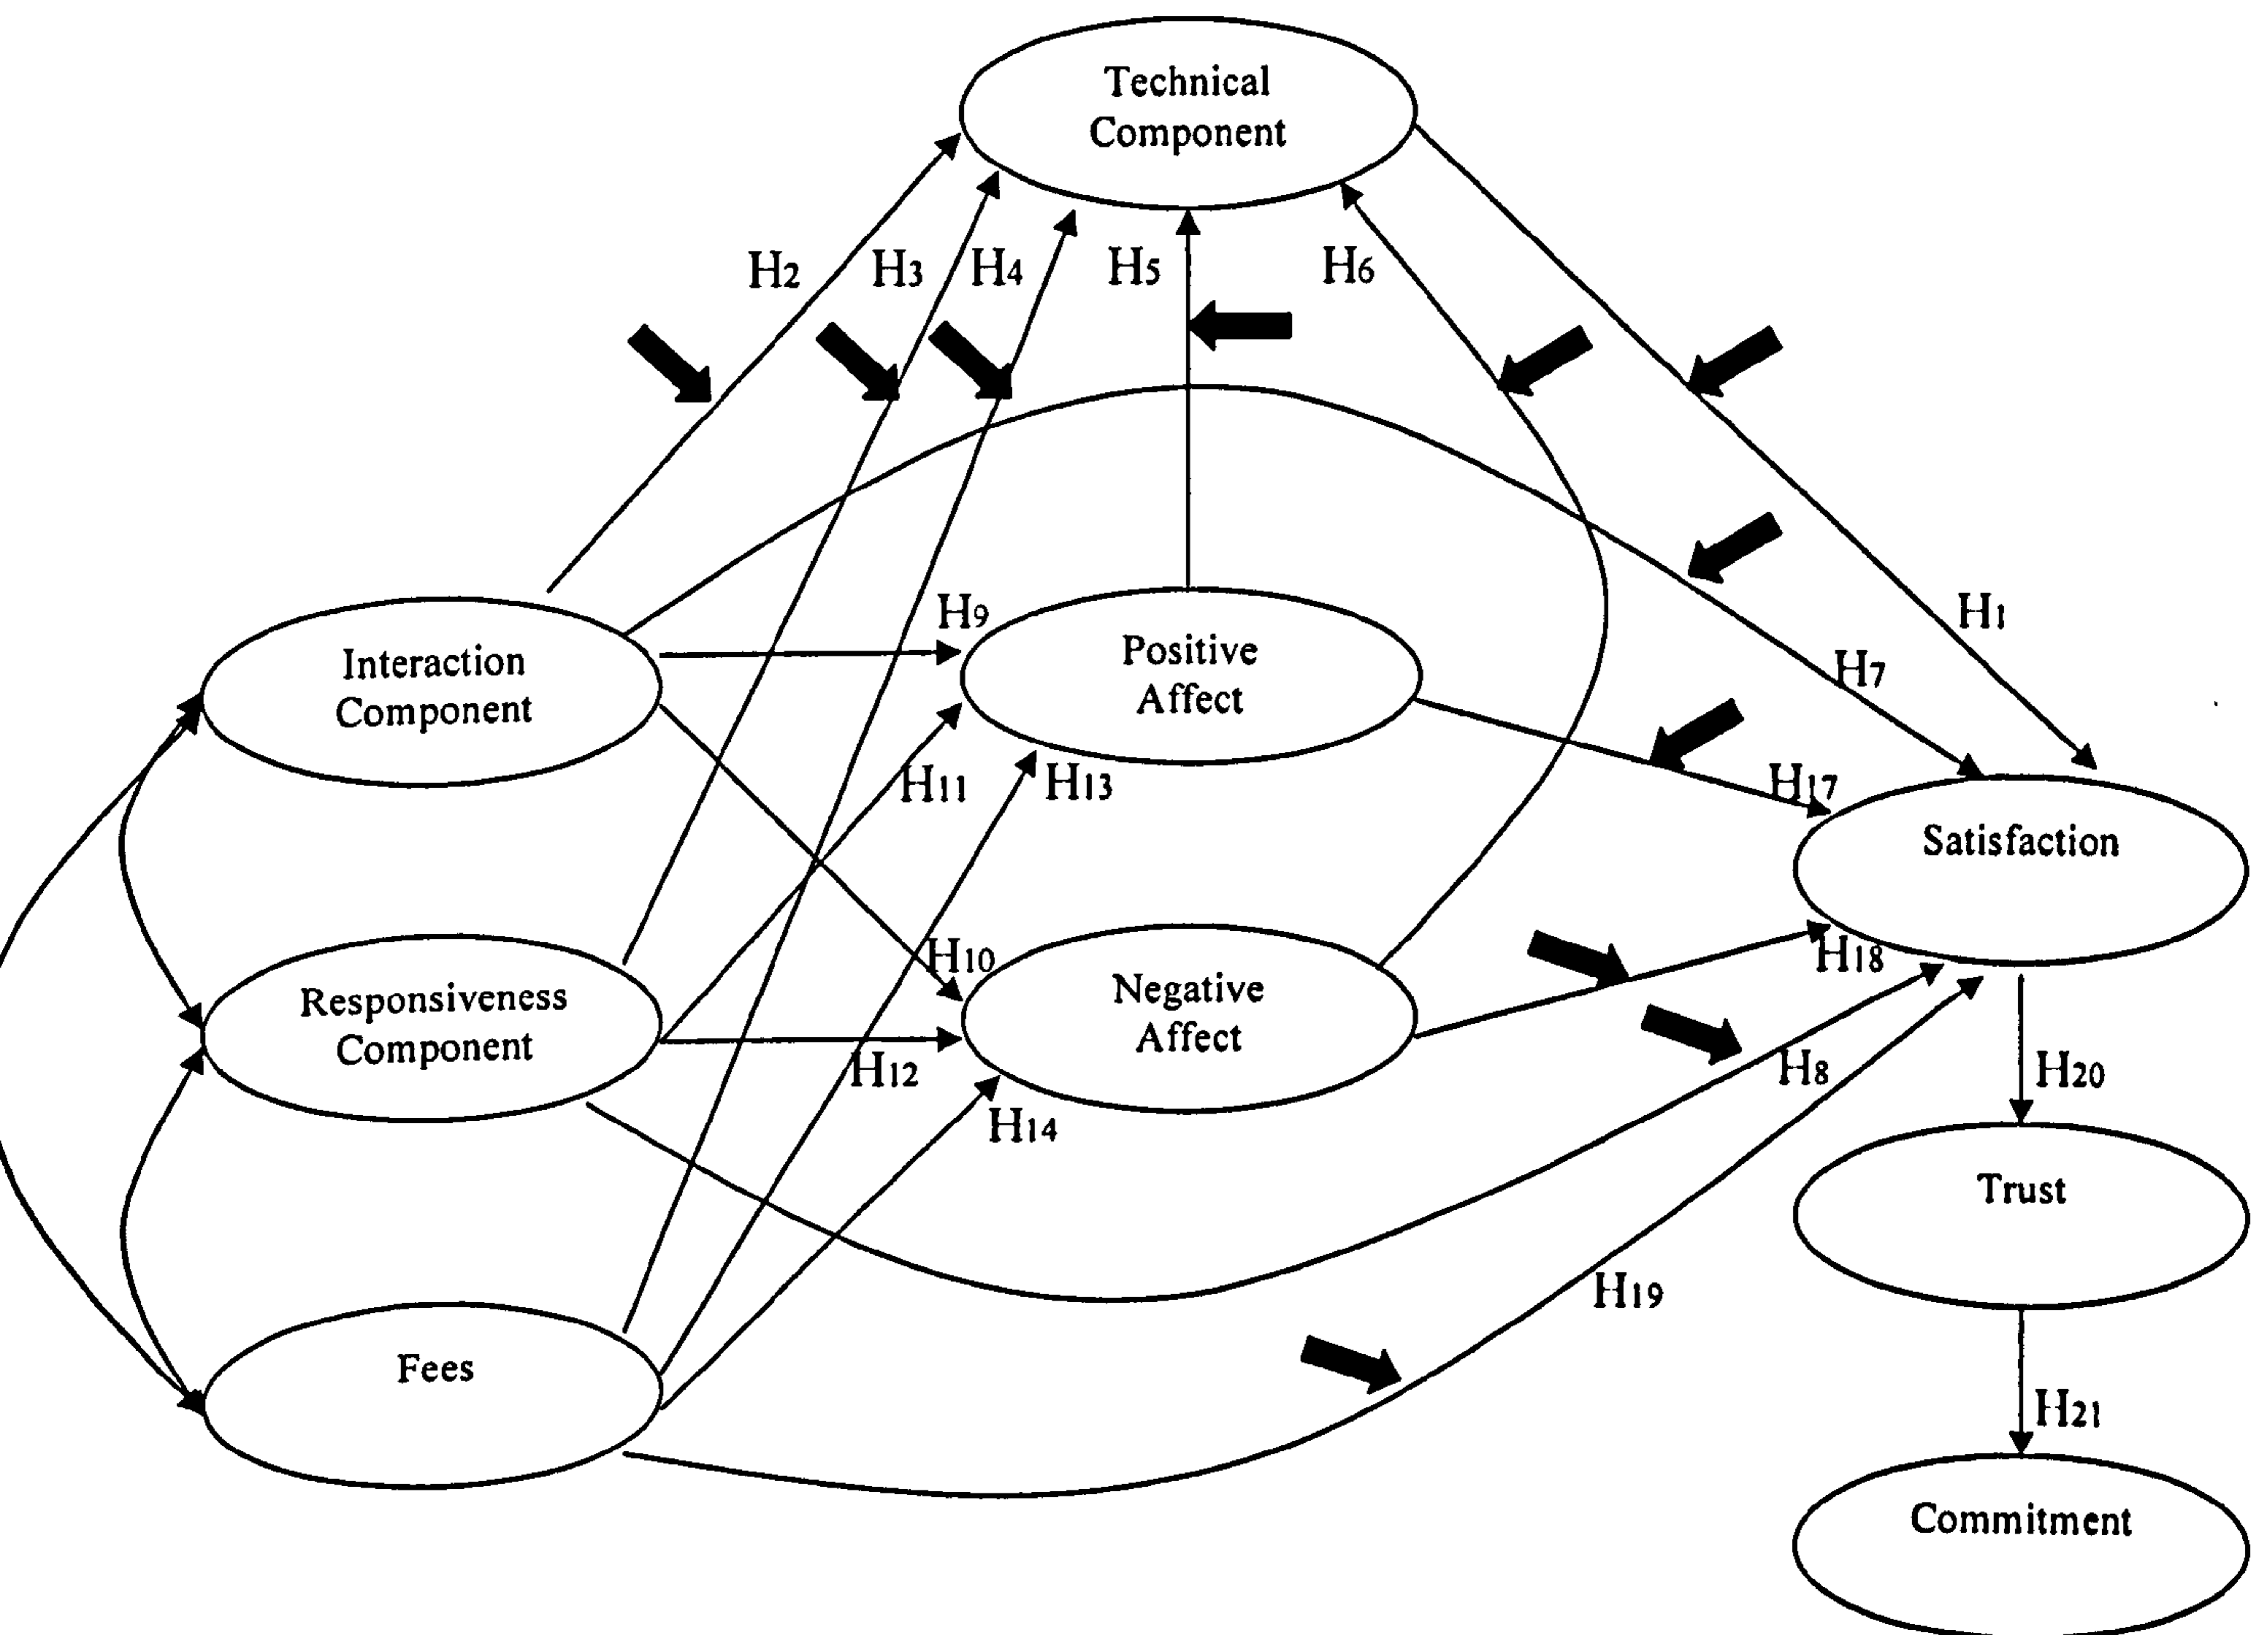 Technical
Component
H2
H3
H4
H5
H6
H9
H1
Interaction
Component
Positive
Affect
H7
H11
H13
H17
Satisfaction
H10
H18
Responsiveness
Component
Negative
Affect
H12
H8
H20
H14
Trust
H19
Fees
H21
Commitment